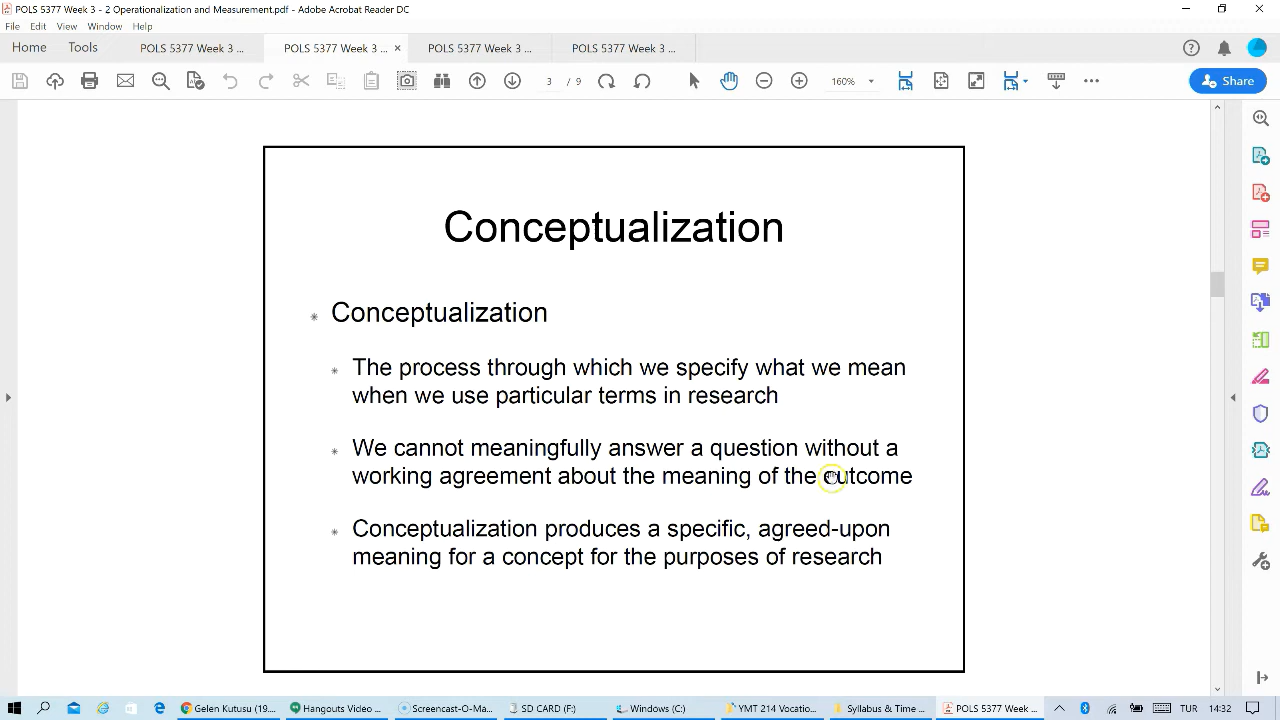 POLS 5377 Week 3 - 2 Operationalization and Measurement.pdf - Adobe Acrobat Reader DC
File Edit View Window Help
Home Tools POLS 5377 Week 3 ... POLS 5377 Week 3 ... × POLS 5377 Week 3 ... POLS 5377 Week 3 ...
3 / 9 160% Share
Conceptualization
* Conceptualization
* The process through which we specify what we mean
when we use particular terms in research
* We cannot meaningfully answer a question without a
working agreement about the meaning of the outcome
* Conceptualization produces a specific, agreed-upon
meaning for a concept for the purposes of research
Gelen Kutusu (19... Hangouts Video ... Screencast-O-Ma... SD CARD (F:) Windows (C:) YMT 214 Vocatio... Syllabus & Time ... POLS 5377 Week ... TUR 14:32